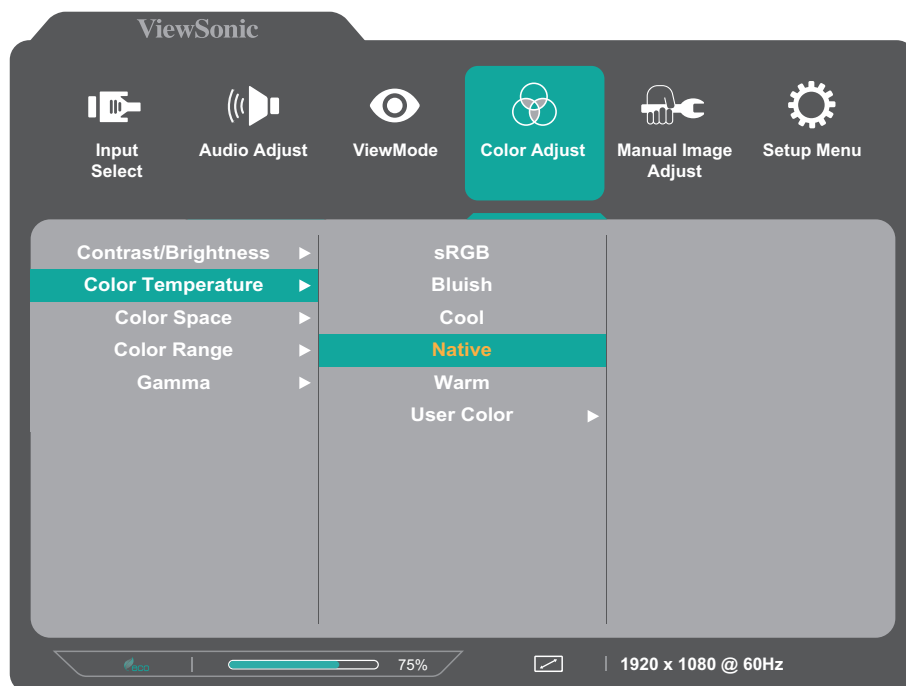 ViewSonic
Input
Select
Audio Adjust
ViewMode
Color Adjust
Manual Image
Adjust
Setup Menu
Contrast/Brightness
Color Temperature
Color Space
Color Range
Gamma
sRGB
Bluish
Cool
Native
Warm
User Color
eco
75%
1920 x 1080 @ 60Hz